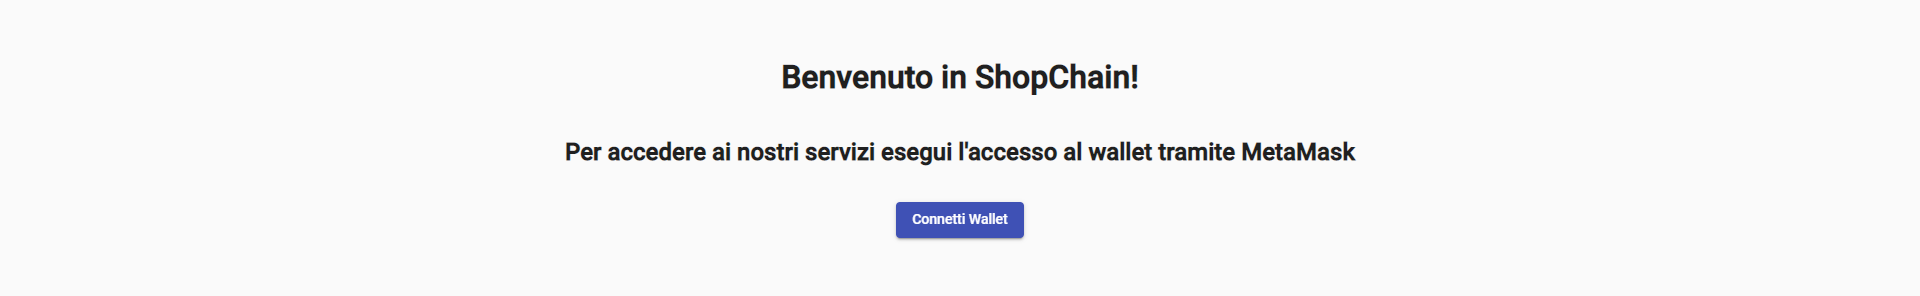 Benvenuto in ShopChain!
Per accedere ai nostri servizi esegui l'accesso al wallet tramite MetaMask
Connetti Wallet